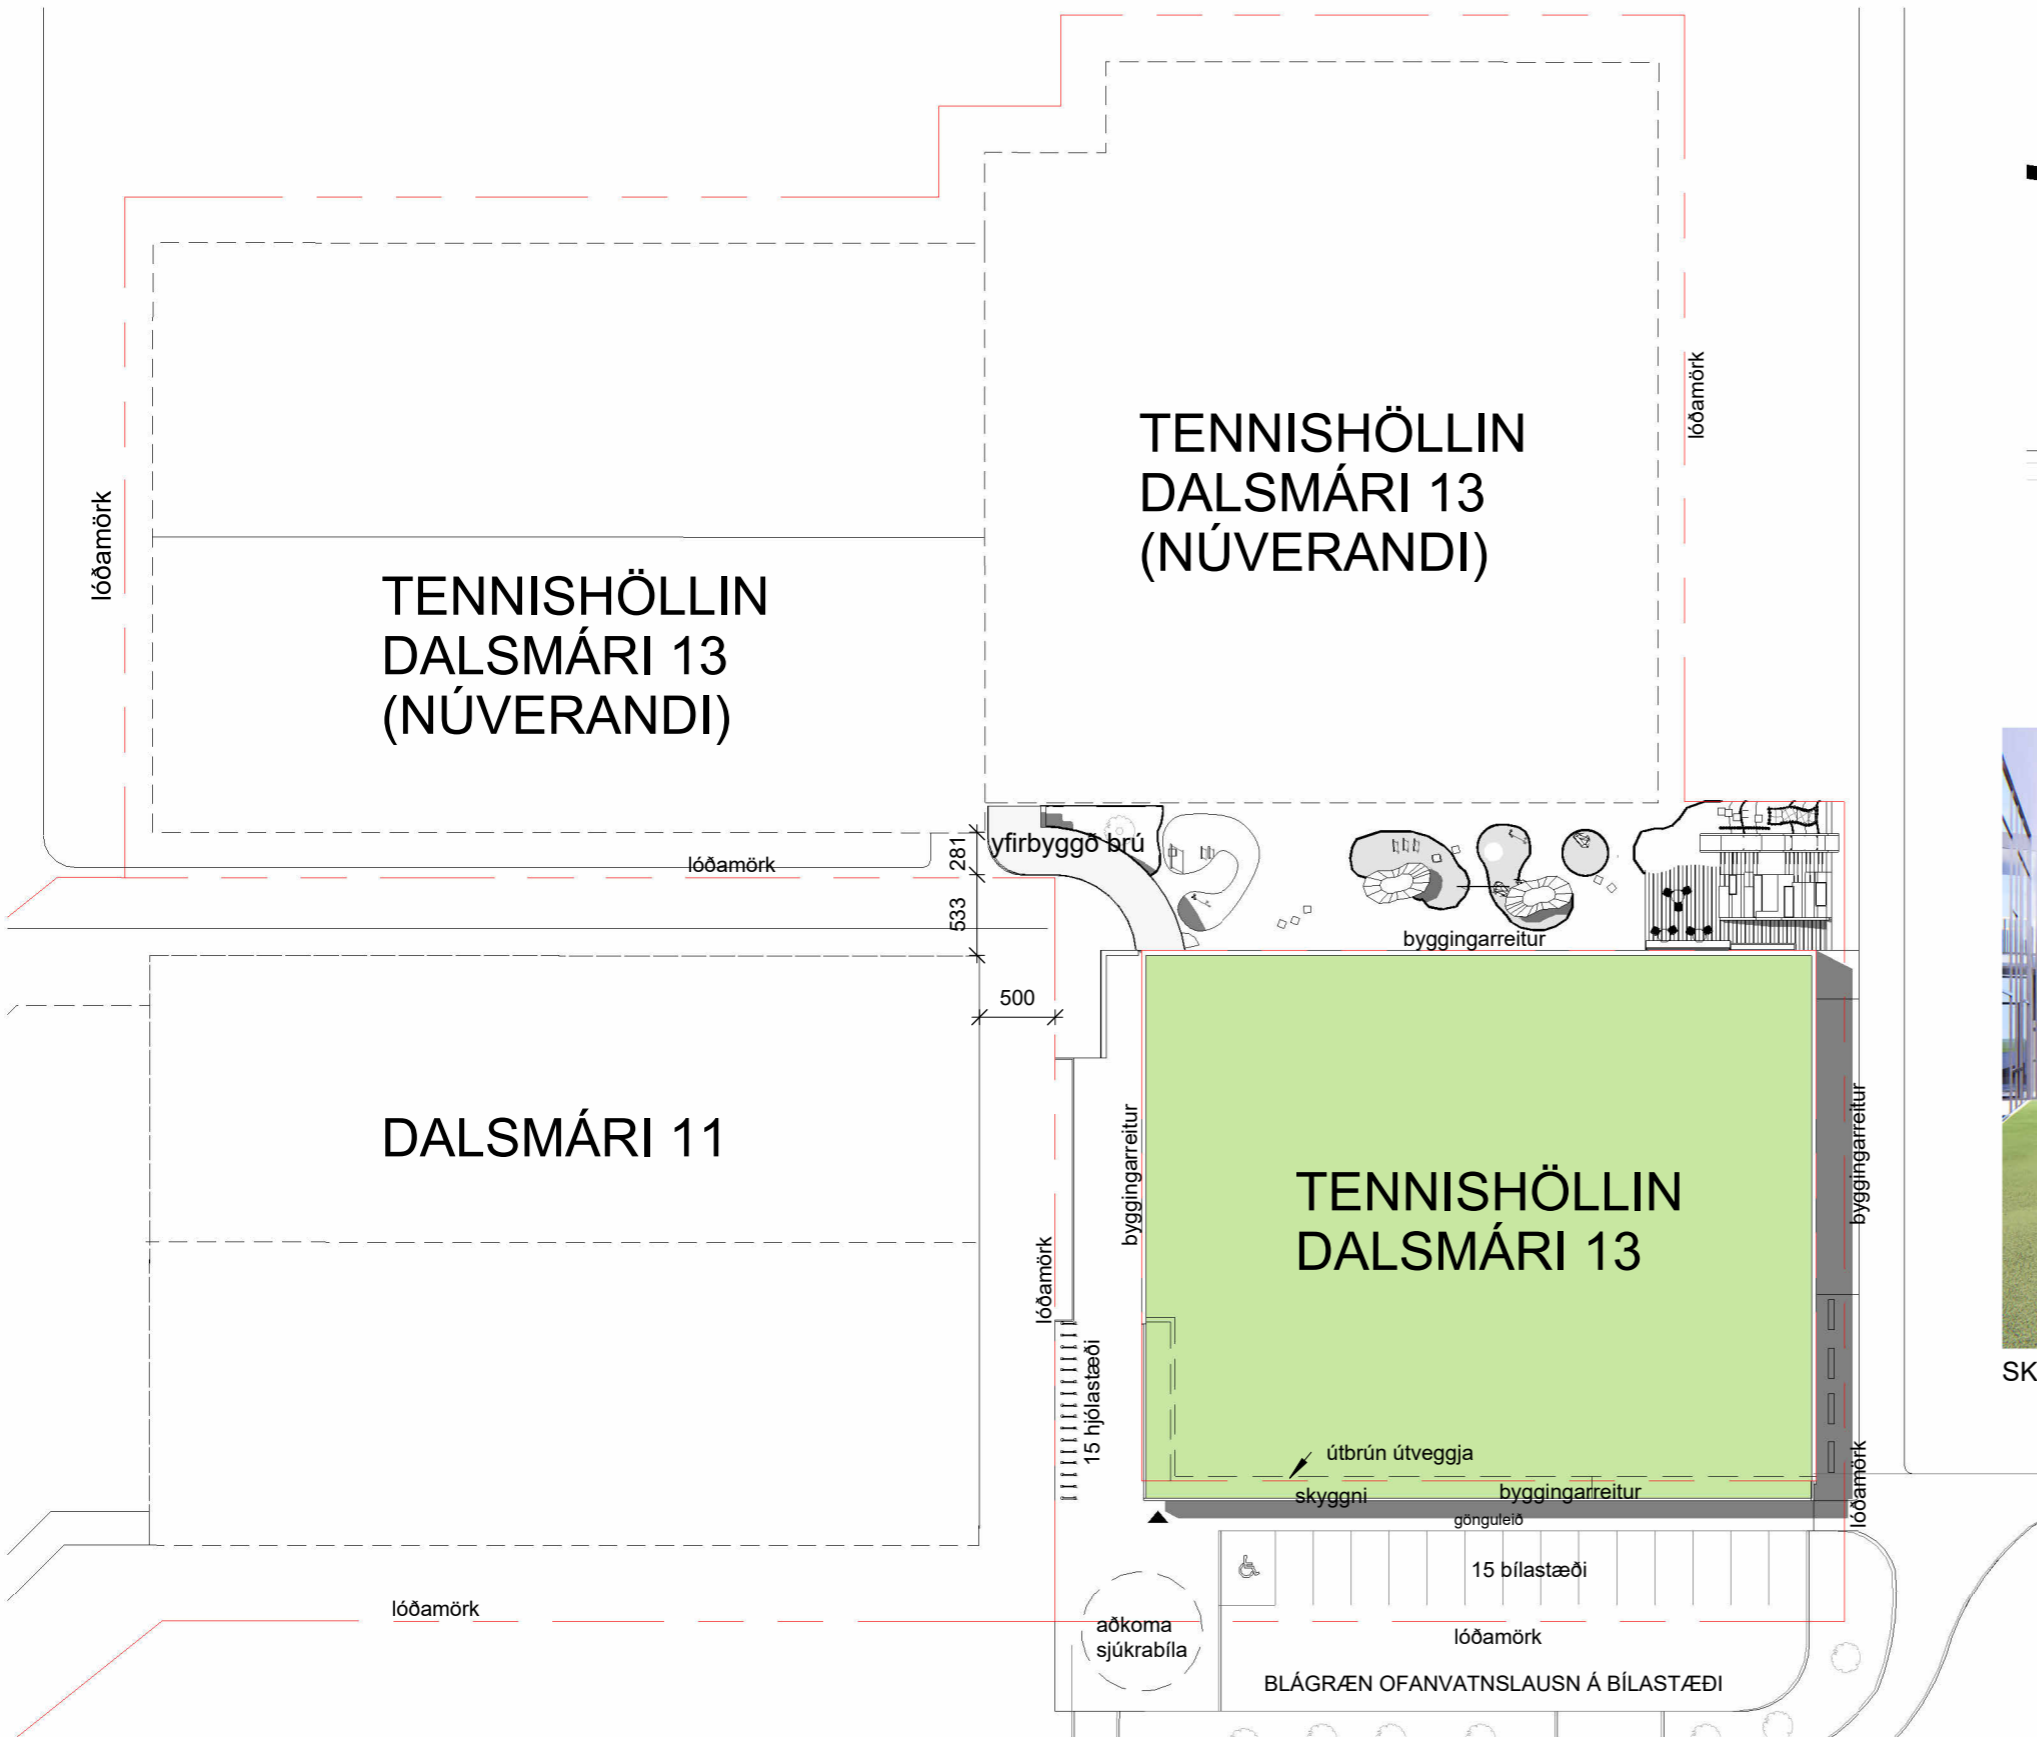 TENNISHÖLLIN
DALSMÁRI 13
(NÚVERANDI)
lóðamörk
lóðamörk
TENNISHÖLLIN
DALSMÁRI 13
(NÚVERANDI)
lóðamörk
281
yfirbyggð brú
533
byggingarreitur
500
DALSMÁRI 11
byggingarreitur
byggingarreitur
TENNISHÖLLIN
DALSMÁRI 13
lóðamörk
15 hjólastæði
SK
útbrún útveggja
skyggni
byggingarreitur
lóðamörk
gönguleið
15 bílastæði
lóðamörk
aðkoma
sjúkrabíla
lóðamörk
BLÁGRÆN OFANVATNSLAUSN Á BÍLASTÆÐI